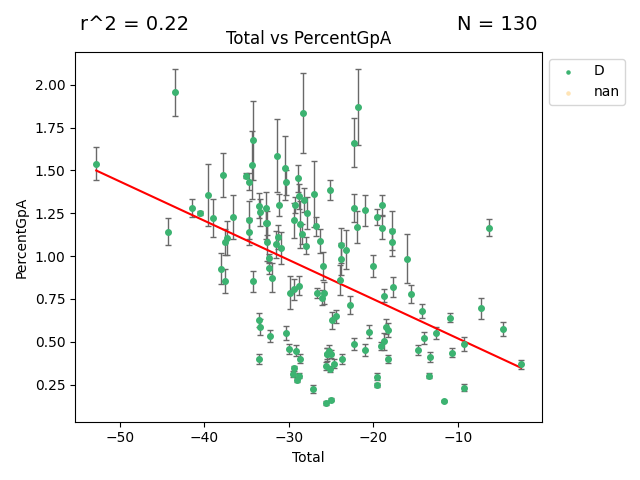 r^2 = 0.22
N = 130
Total vs PercentGpA
D
nan
2.00
1.75
1.50
1.25
1.00
0.75
0.50
0.25
PercentGpA
−50 −40 −30 −20 −10
Total